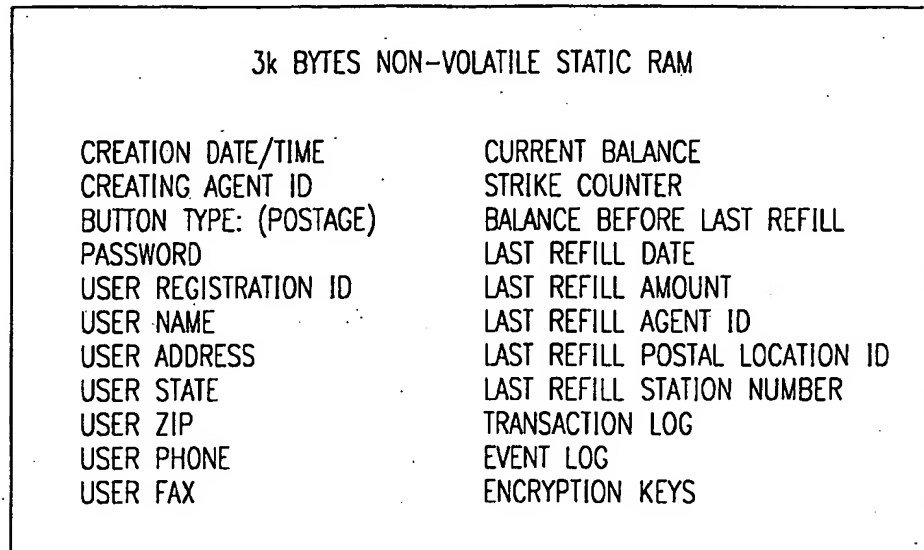 3k BYTES NON-VOLATILE STATIC RAM
CREATION DATE/TIME
CREATING AGENT ID
BUTTON TYPE: (POSTAGE)
PASSWORD
USER REGISTRATION ID
USER NAME
USER ADDRESS
USER STATE
USER ZIP
USER PHONE
USER FAX
CURRENT BALANCE
STRIKE COUNTER
BALANCE BEFORE LAST REFILL
LAST REFILL DATE
LAST REFILL AMOUNT
LAST REFILL AGENT ID
LAST REFILL POSTAL LOCATION ID
LAST REFILL STATION NUMBER
TRANSACTION LOG
EVENT LOG
ENCRYPTION KEYS